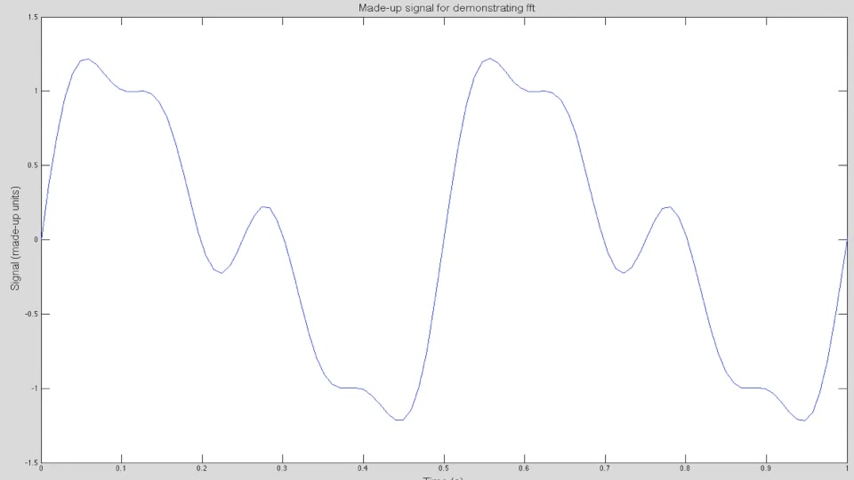 Made-up signal for demonstrating fft
Signal (made-up units)
1.5
1
0.5
0
-0.5
-1
-1.5
0 0.1 0.2 0.3 0.4 0.5 0.6 0.7 0.8 0.9 1